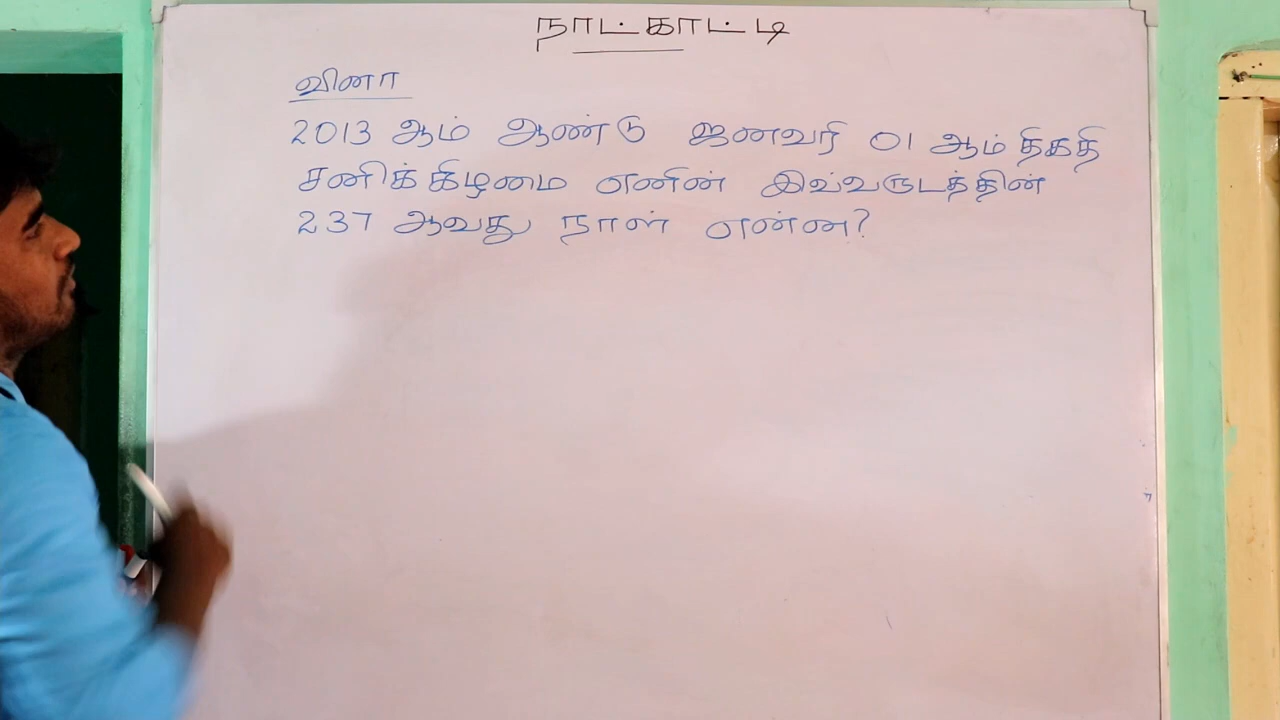 நாட்காட்டி
வினா
2013 ஆம் ஆண்டு ஜனவரி 01 ஆம் திகதி
சனிக்கிழமை எனின் இவ்வருடத்தின்
237 ஆவது நாள் என்ன?